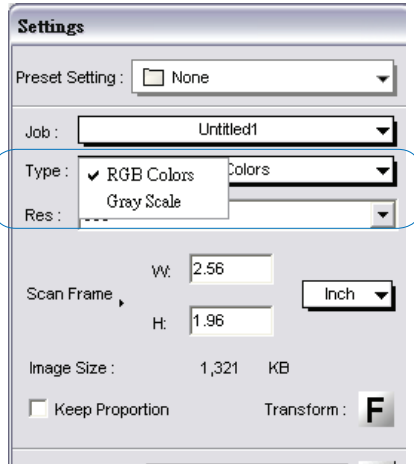 Settings
Preset Setting : None
Job : Untitled1
Type : Colors
✓ RGB Colors
Gray Scale
Res :
Scan Frame
W: 2.56
Inch
H: 1.96
Image Size : 1,321 KB
Keep Proportion Transform : F